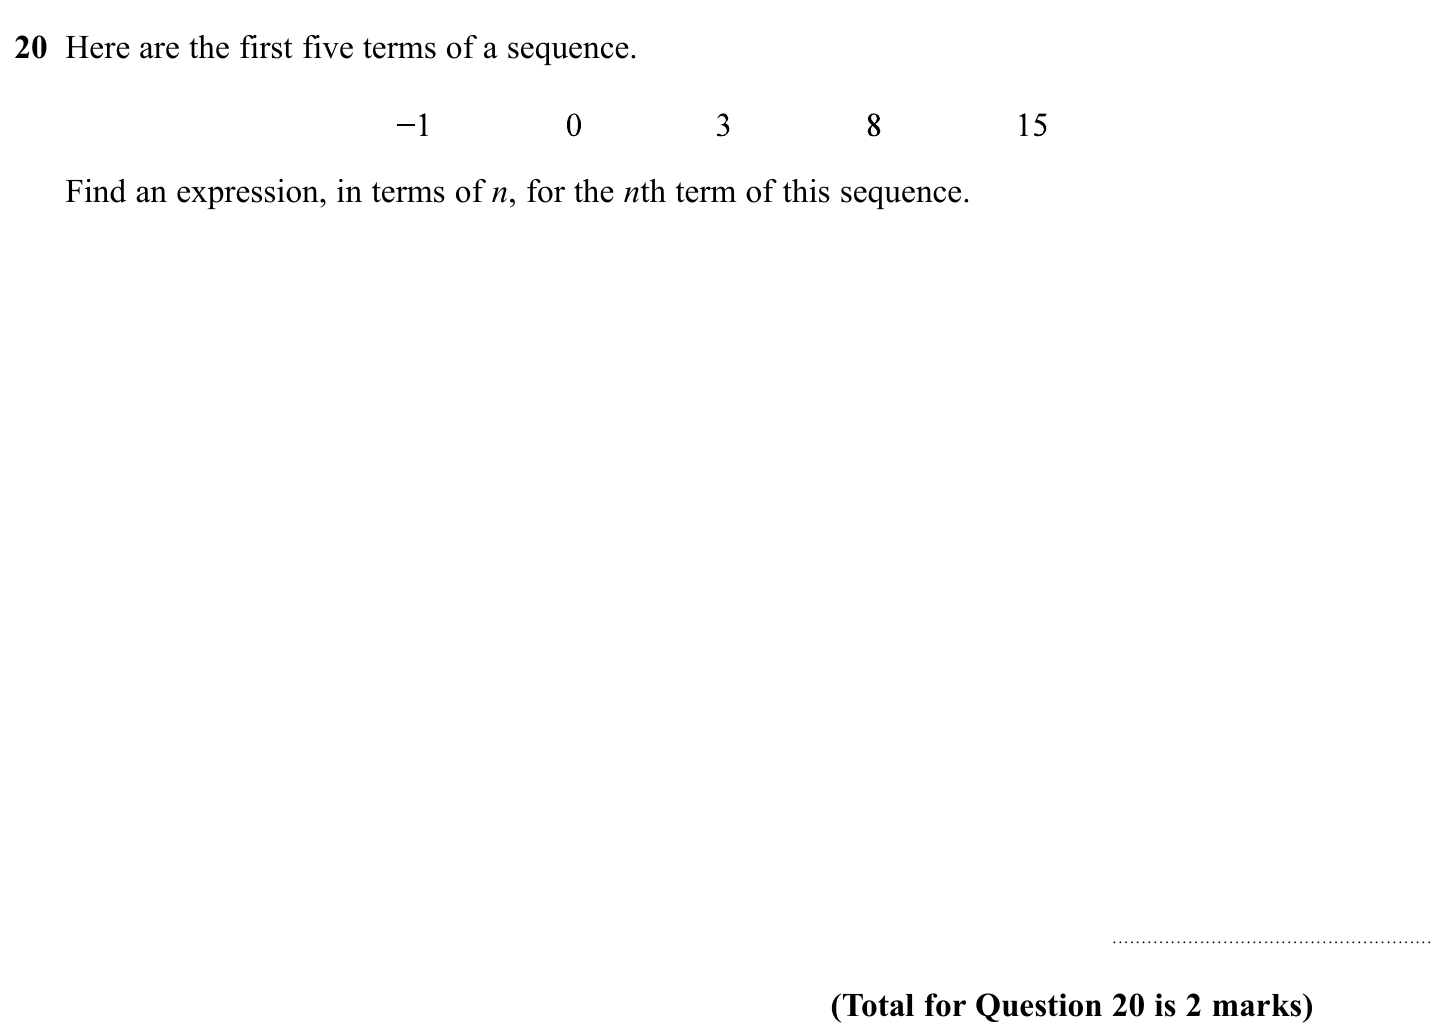 20 Here are the first five terms of a sequence.
−1 0 3 8 15
Find an expression, in terms of n, for the nth term of this sequence.
......................................................
(Total for Question 20 is 2 marks)